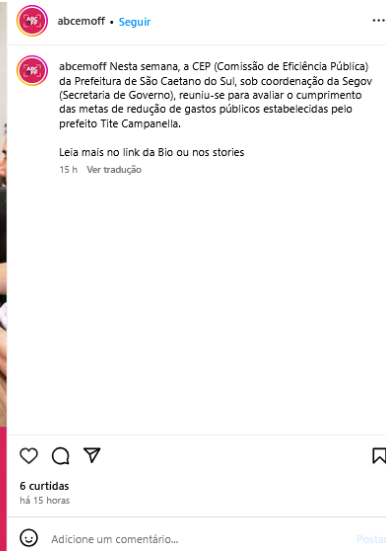 abcemoff • Seguir
abcemoff Nesta semana, a CEP (Comissão de Eficiência Pública)
da Prefeitura de São Caetano do Sul, sob coordenação da Segov
(Secretaria de Governo), reuniu-se para avaliar o cumprimento
das metas de redução de gastos públicos estabelecidas pelo
prefeito Tite Campanella.
Leia mais no link da Bio ou nos stories
15 h Ver tradução
6 curtidas
há 15 horas
Adicione um comentário...
Postar